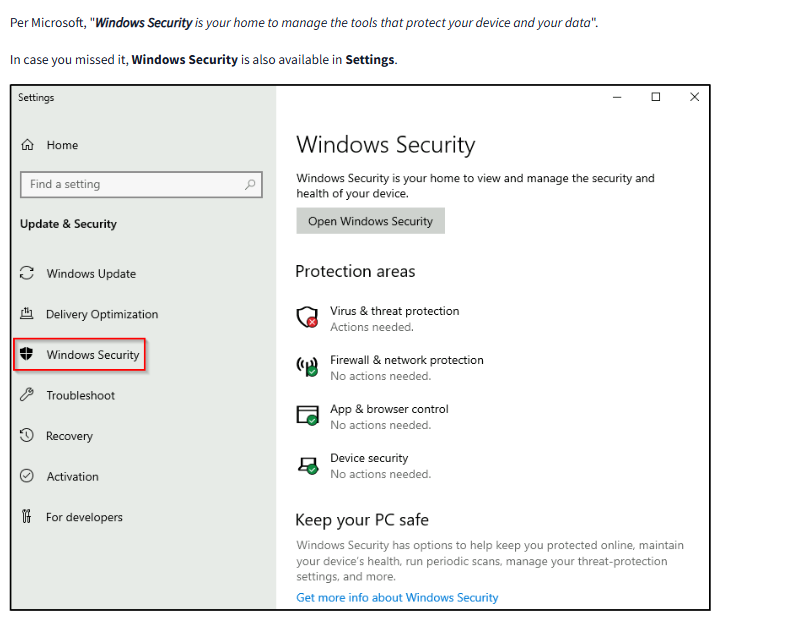 Per Microsoft, "Windows Security is your home to manage the tools that protect your device and your data".
In case you missed it, Windows Security is also available in Settings.
Settings
Home
Find a setting
Update & Security
Windows Update
Delivery Optimization
Windows Security
Troubleshoot
Recovery
Activation
For developers
Windows Security
Windows Security is your home to view and manage the security and
health of your device.
Open Windows Security
Protection areas
Virus & threat protection
Actions needed.
Firewall & network protection
No actions needed.
App & browser control
No actions needed.
Device security
No actions needed.
Keep your PC safe
Windows Security has options to help keep you protected online, maintain
your device's health, run periodic scans, manage your threat-protection
settings, and more.
Get more info about Windows Security